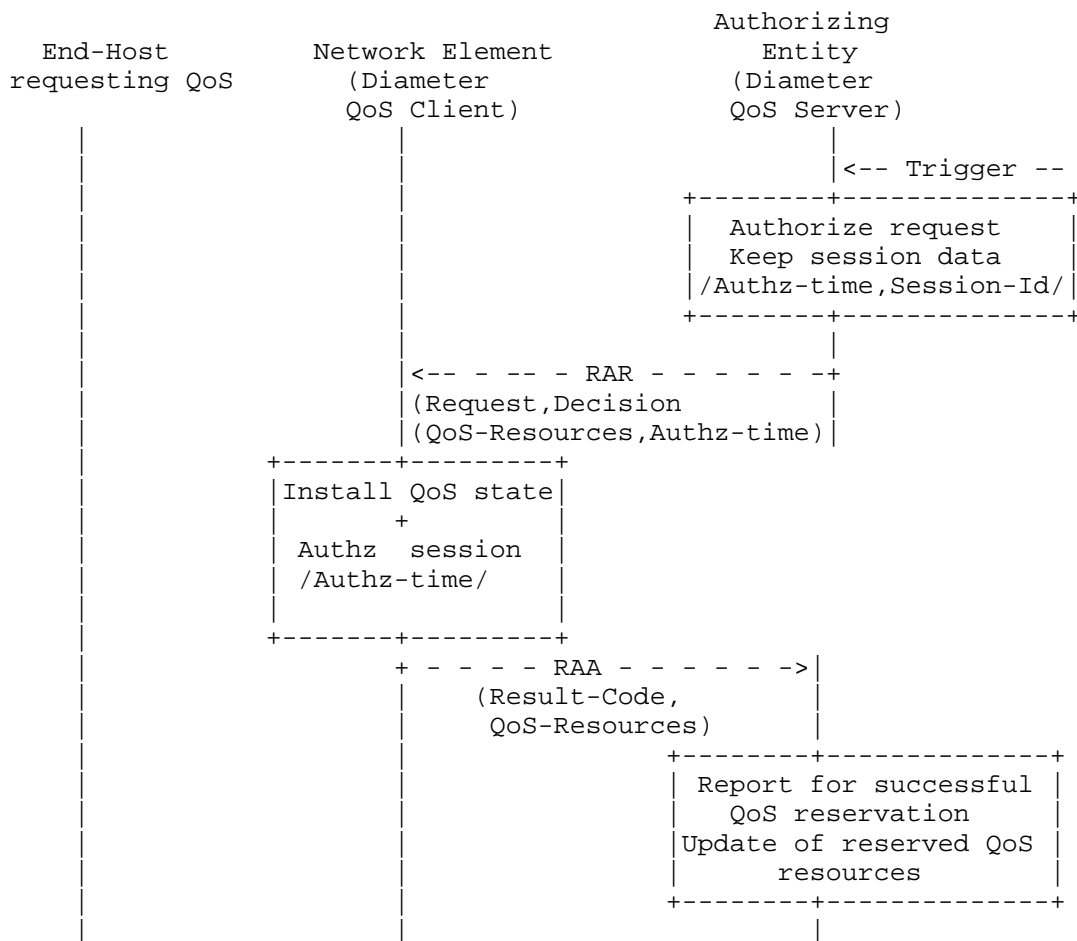 Authorizing
End-Host Network Element Entity
requesting QoS (Diameter (Diameter
QoS Client) QoS Server)
<-- Trigger --
Authorize request
Keep session data
/Authz-time,Session-Id/
<-- - -- - RAR - - - - - -+
(Request,Decision
(QoS-Resources,Authz-time)
Install QoS state
+
Authz session
/Authz-time/
+ - - - - RAA - - - - - ->
(Result-Code,
QoS-Resources)
Report for successful
QoS reservation
Update of reserved QoS
resources